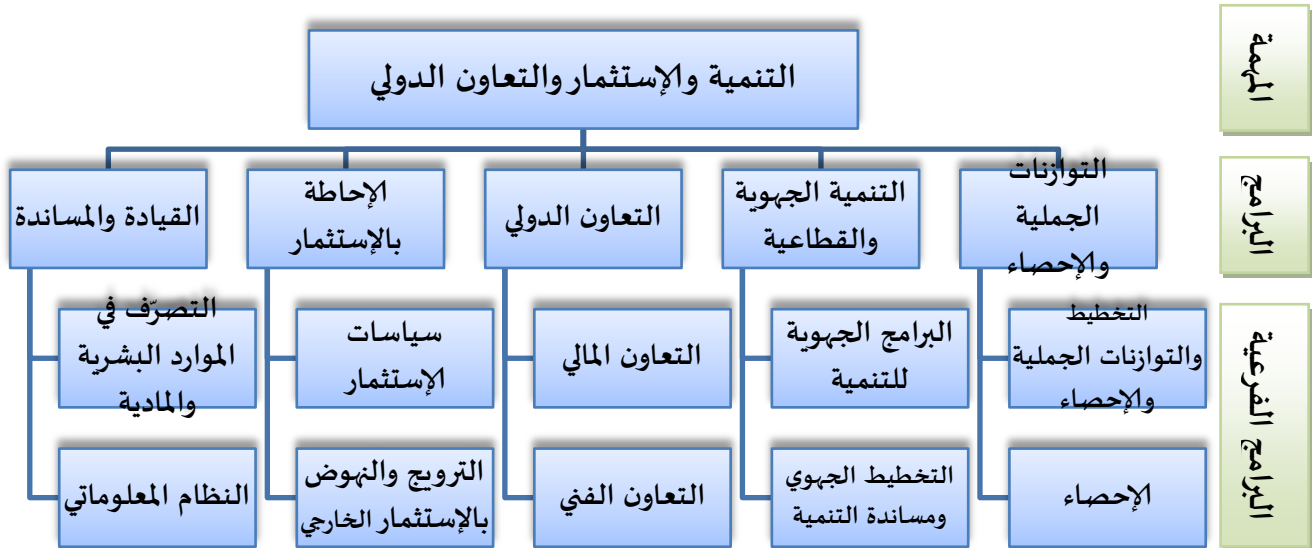 المهمة
التنمية والإستثمار والتعاون الدولي
البرامج
التوازنات
الجملية
والإحصاء
التنمية الجهوية
والقطاعية
التعاون الدولي
الإحاطة
بالإستثمار
القيادة والمساندة
البرامج الفرعية
التخطيط
والتوازنات الجملية
والإحصاء
البرامج الجهوية
للتنمية
التعاون المالي
سياسات
الإستثمار
التصرّف في
الموارد البشرية
والمادية
الإحصاء
التخطيط الجهوي
ومساندة التنمية
التعاون الفني
الترويج والنهوض
بالإستثمار الخارجي
النظام المعلوماتي